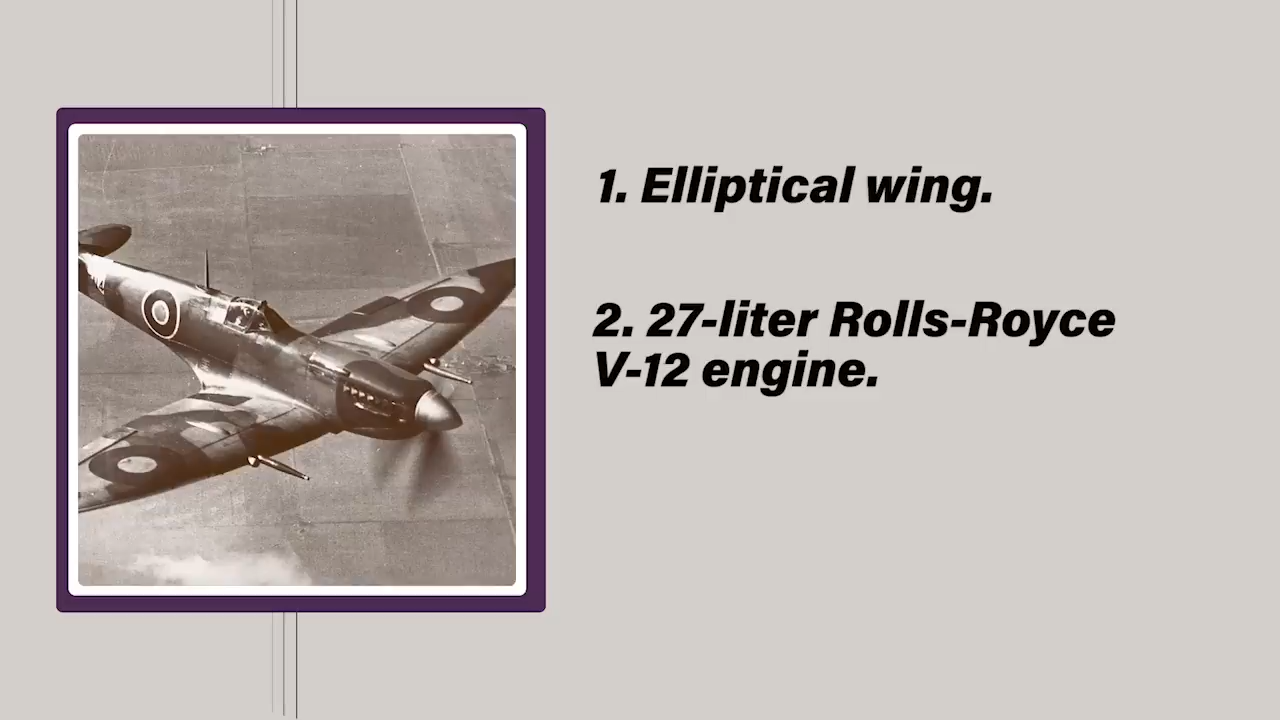 1. Elliptical wing.
2. 27-liter Rolls-Royce
V-12 engine.